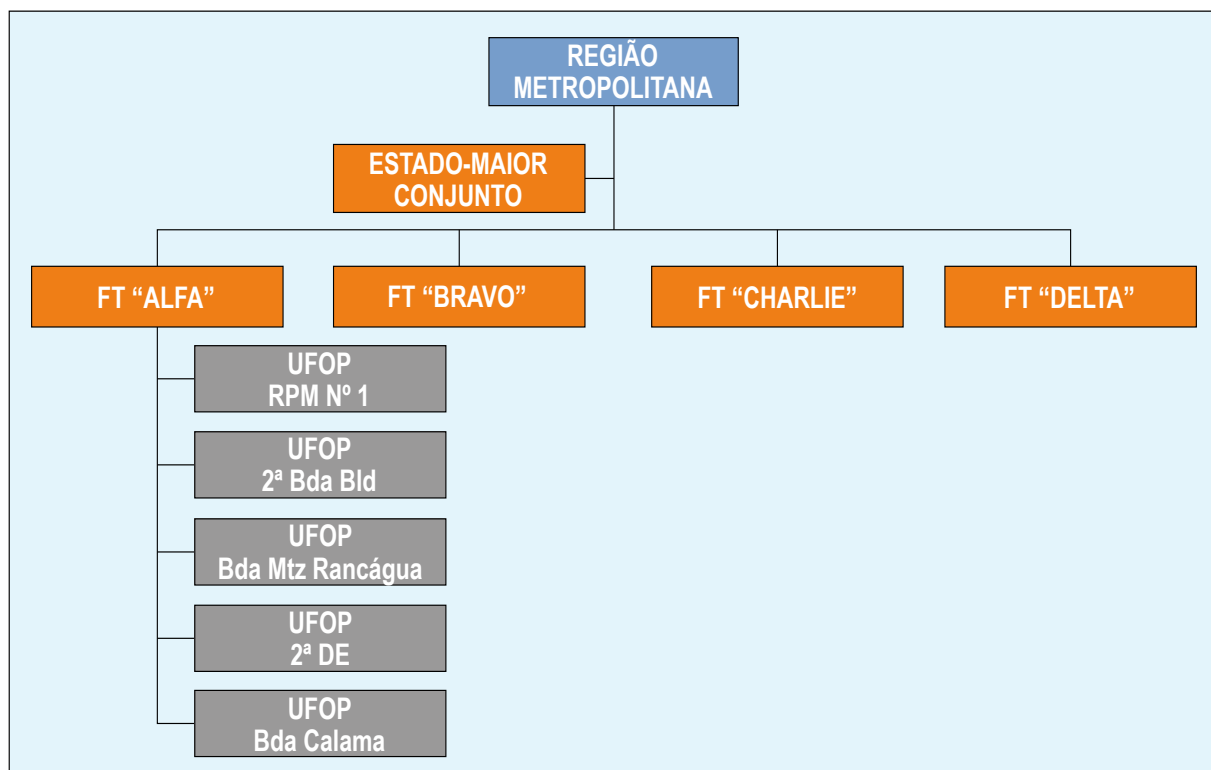 REGIÃO
METROPOLITANA
ESTADO-MAIOR
CONJUNTO
FT “ALFA”
FT “BRAVO”
FT “CHARLIE”
FT “DELTA”
UFOP
RPM Nº 1
UFOP
2ª Bda Bld
UFOP
Bda Mtz Rancágua
UFOP
2ª DE
UFOP
Bda Calama